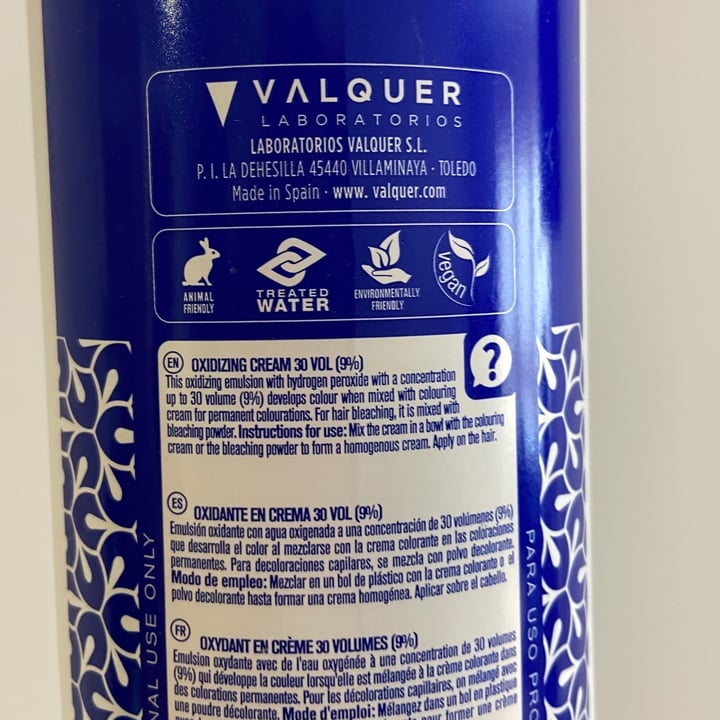 VALQUER
LABORATORIOS
LABORATORIOS VALQUER S.L.
P. I. LA DEHESILLA 45440 VILLAMINAYA · TOLEDO
Made in Spain · www. valquer.com
ANIMAL
FRIENDLY
TREATED
WATER
ENVIRONMENTALLY
FRIENDLY
vegan
?
EN OXIDIZING CREAM 30 VOL (9%)
This oxidizing emulsion with hydrogen peroxide with a concentration
up to 30 volume (9%) develops colour when mixed with colouring
cream for permanent colourations. For hair bleaching, it is mixed with
bleaching powder. Instructions for use: Mix the cream in a bowl with the colouring
cream or the bleaching powder to form a homogenous cream. Apply on the hair.
ES OXIDANTE EN CREMA 30 VOL (9%)
Emulsión oxidante con agua oxigenada a una concentración de 30 volúmenes (9%)
que desarrolla el color al mezclarse con la crema colorante en las coloraciones
permanentes. Para decoloraciones capilares, se mezcla con polvo decolorante.
Modo de empleo: Mezclar en un bol de plástico con la crema colorante o el
polvo decolorante hasta formar una crema homogénea. Aplicar sobre el cabello.
FR OXYDANT EN CRÈME 30 VOLUMES (9%)
Emulsion oxydante avec de l'eau oxygénée à une concentration de 30 volumes
(9%) qui développe la couleur lorsqu'elle est mélangée à la crème colorante dans
des colorations permanentes. Pour les décolorations capillaires, on mélange avec
une poudre décolorante. Mode d'emploi: Mélangez dans un bol en plastique
pour former une crème
USE ONLY
PARA USO